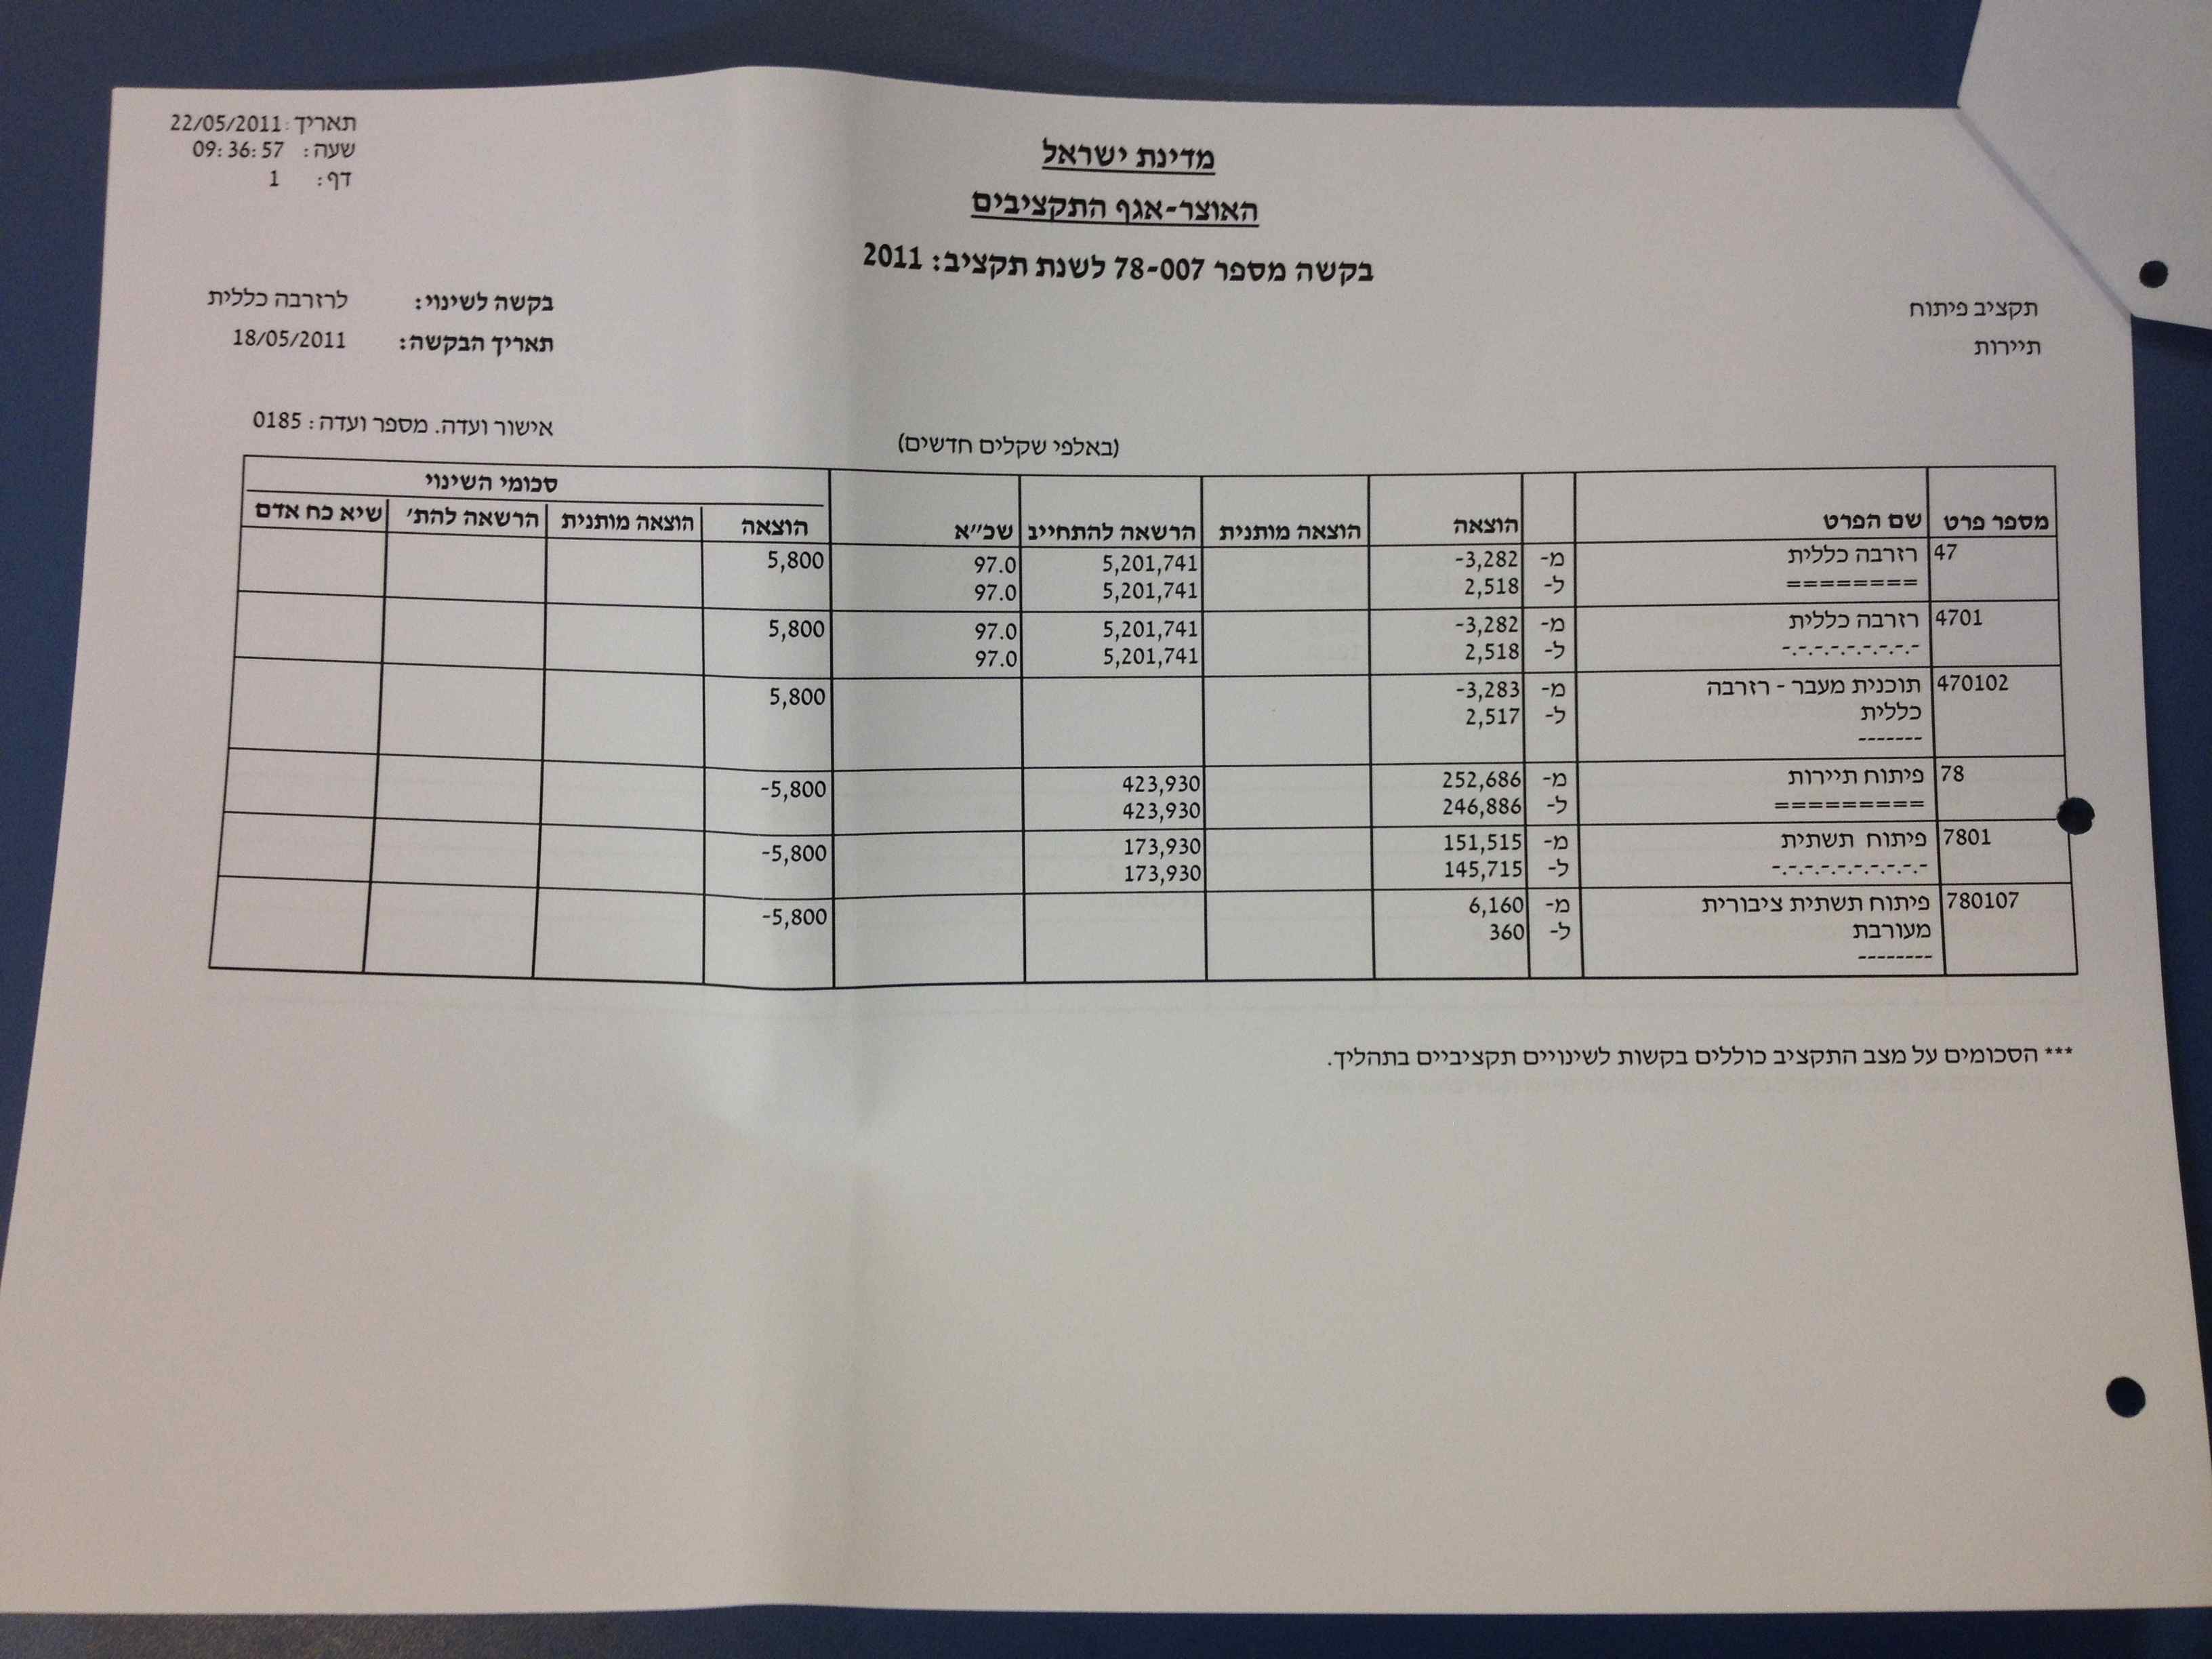 תאריך: 22/05/2011
שעה: 09:36:57
דף: 1
מדינת ישראל
האוצר-אגף התקציבים
בקשה מספר 78-007 לשנת תקציב: 2011
תקציב פיתוח
בקשה לשינוי: לרזרבה כללית
תיירות
תאריך הבקשה: 18/05/2011
אישור ועדה. מספר ועדה: 0185
(באלפי שקלים חדשים)
סכומי השינוי
מספר פרט שם הפרט הוצאה הוצאה מותנית הרשאה להתחייב שכ"א הוצאה הוצאה מותנית הרשאה להת' שיא כח אדם
47 רזרבה כללית מ- -3,282 5,201,741 97.0 5,800
======== ל- 2,518 5,201,741 97.0
4701 רזרבה כללית מ- -3,282 5,201,741 97.0 5,800
-.-.-.-.-.-.-.-.- ל- 2,518 5,201,741 97.0
470102 תוכנית מעבר - רזרבה מ- -3,283 5,800
כללית ל- 2,517
-------
78 פיתוח תיירות מ- 252,686 423,930 -5,800
========= ל- 246,886 423,930
7801 פיתוח תשתית מ- 151,515 173,930 -5,800
-.-.-.-.-.-.-.-.-.- ל- 145,715 173,930
780107 פיתוח תשתית ציבורית מ- 6,160 -5,800
מעורבת ל- 360
--------
*** הסכומים על מצב התקציב כוללים בקשות לשינויים תקציביים בתהליך.